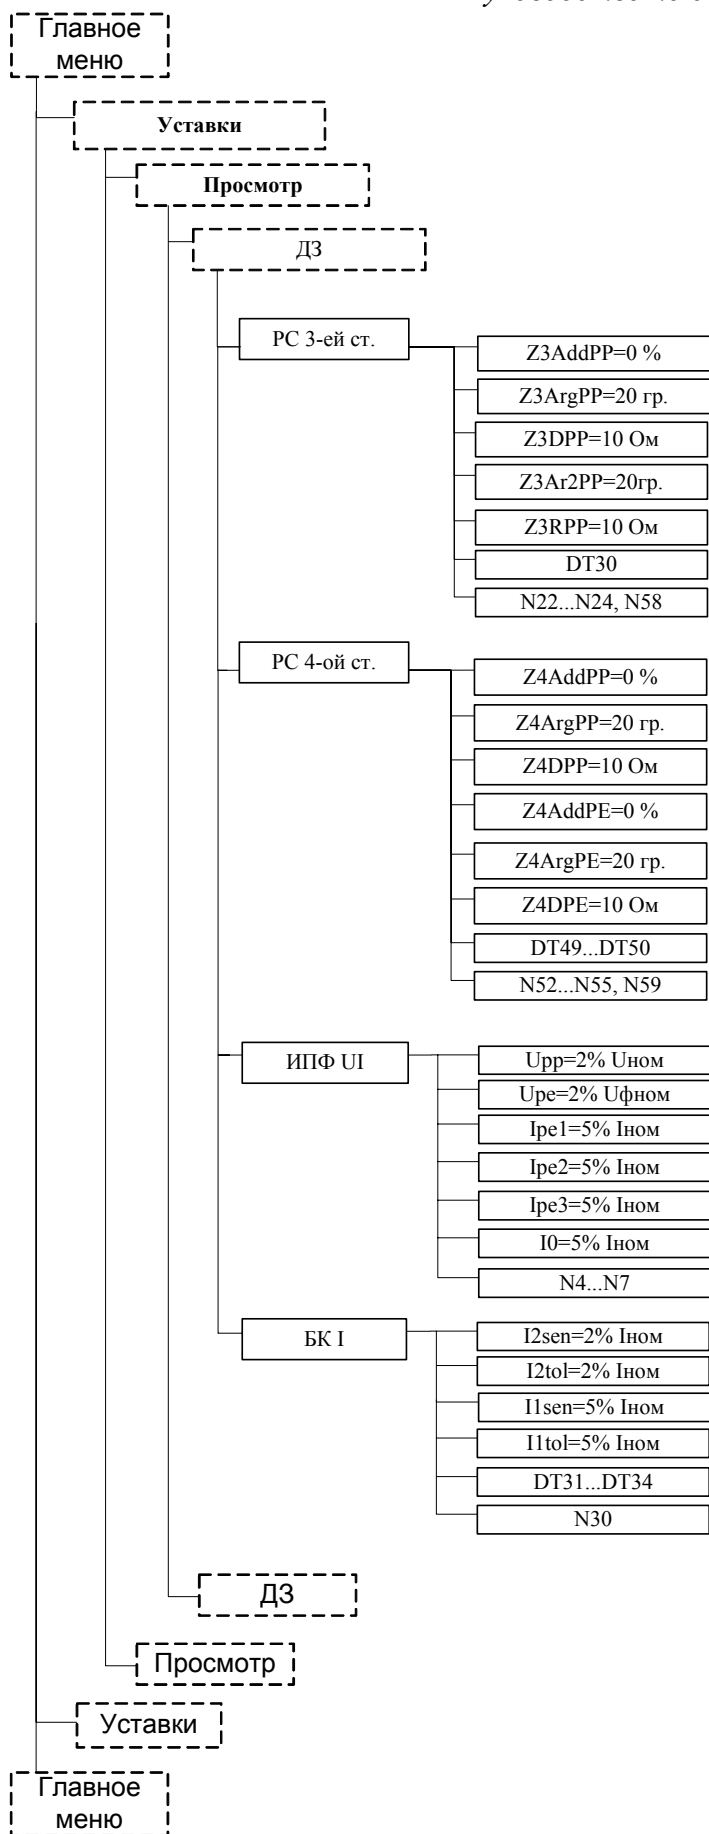 Главное
меню
Уставки
Просмотр
ДЗ
РС 3-ей ст.
Z3AddPP=0 %
Z3ArgPP=20 гр.
Z3DPP=10 Ом
Z3Ar2PP=20гр.
Z3RPP=10 Ом
DT30
N22...N24, N58
РС 4-ой ст.
Z4AddPP=0 %
Z4ArgPP=20 гр.
Z4DPP=10 Ом
Z4AddPE=0 %
Z4ArgPE=20 гр.
Z4DPE=10 Ом
DT49...DT50
N52...N55, N59
ИПФ UI
Upp=2% Uном
Upe=2% Uфном
Ipe1=5% Iном
Ipe2=5% Iном
Ipe3=5% Iном
I0=5% Iном
N4...N7
БК I
I2sen=2% Iном
I2tol=2% Iном
I1sen=5% Iном
I1tol=5% Iном
DT31...DT34
N30
ДЗ
Просмотр
Уставки
Главное
меню